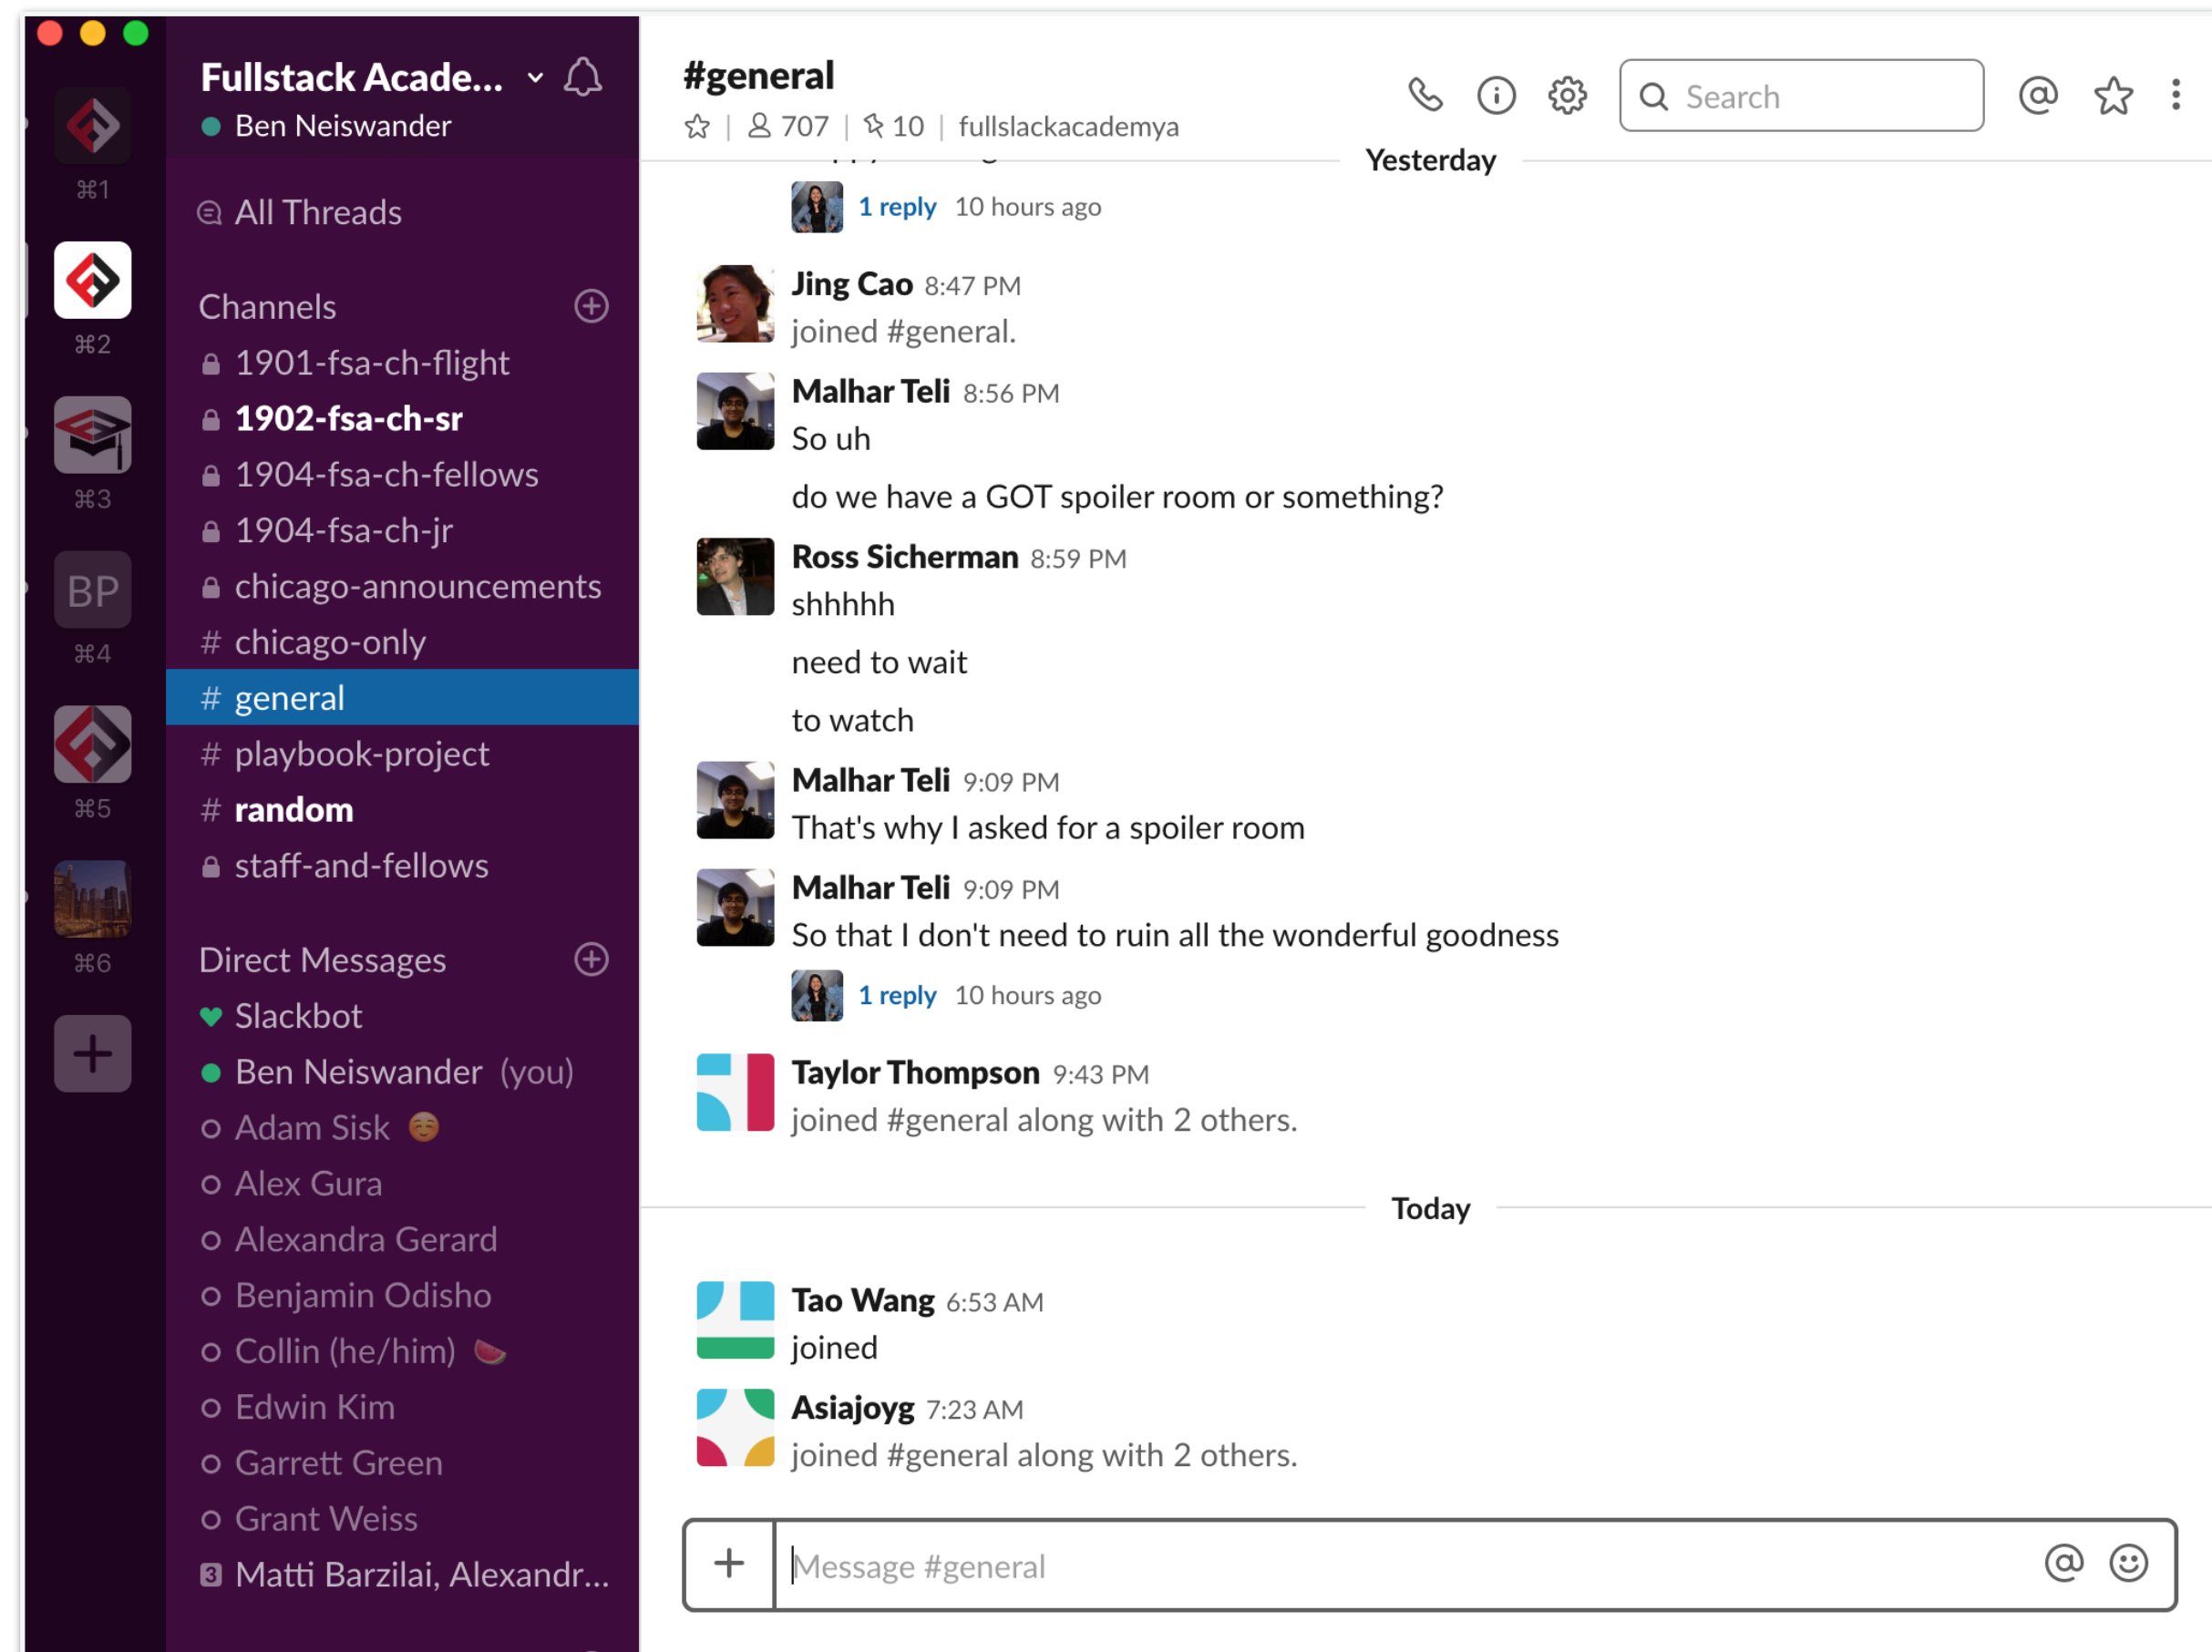 Fullstack Acade...
Ben Neiswander
⌘1
⌘2
⌘3
BP
⌘4
⌘5
⌘6
All Threads
Channels
1901-fsa-ch-flight
1902-fsa-ch-sr
1904-fsa-ch-fellows
1904-fsa-ch-jr
chicago-announcements
# chicago-only
# general
# playbook-project
# random
staff-and-fellows
Direct Messages
Slackbot
Ben Neiswander (you)
Adam Sisk
Alex Gura
Alexandra Gerard
Benjamin Odisho
Collin (he/him)
Edwin Kim
Garrett Green
Grant Weiss
3 Matti Barzilai, Alexandr...
#general
| 707 | 10 | fullslackacademya
Search
Yesterday
1 reply 10 hours ago
Jing Cao 8:47 PM
joined #general.
Malhar Teli 8:56 PM
So uh
do we have a GOT spoiler room or something?
Ross Sicherman 8:59 PM
shhhhh
need to wait
to watch
Malhar Teli 9:09 PM
That's why I asked for a spoiler room
Malhar Teli 9:09 PM
So that I don't need to ruin all the wonderful goodness
1 reply 10 hours ago
Taylor Thompson 9:43 PM
joined #general along with 2 others.
Today
Tao Wang 6:53 AM
joined
Asiajoyg 7:23 AM
joined #general along with 2 others.
Message #general